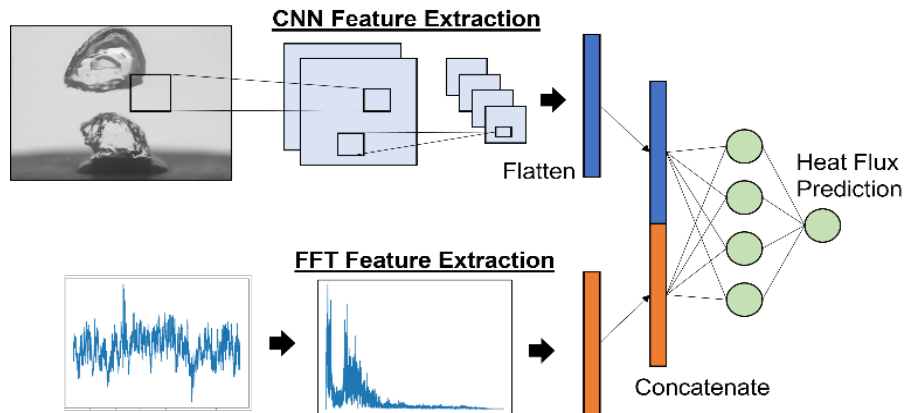 CNN Feature Extraction
Flatten
Heat Flux
Prediction
FFT Feature Extraction
Concatenate